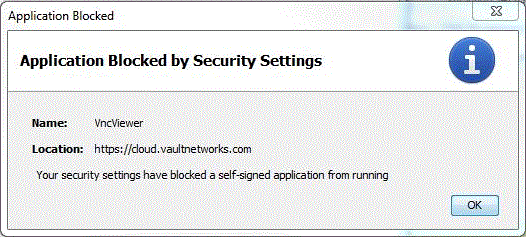 Application Blocked
Application Blocked by Security Settings
Name: VncViewer
Location: https://cloud.vaultnetworks.com
Your security settings have blocked a self-signed application from running
OK